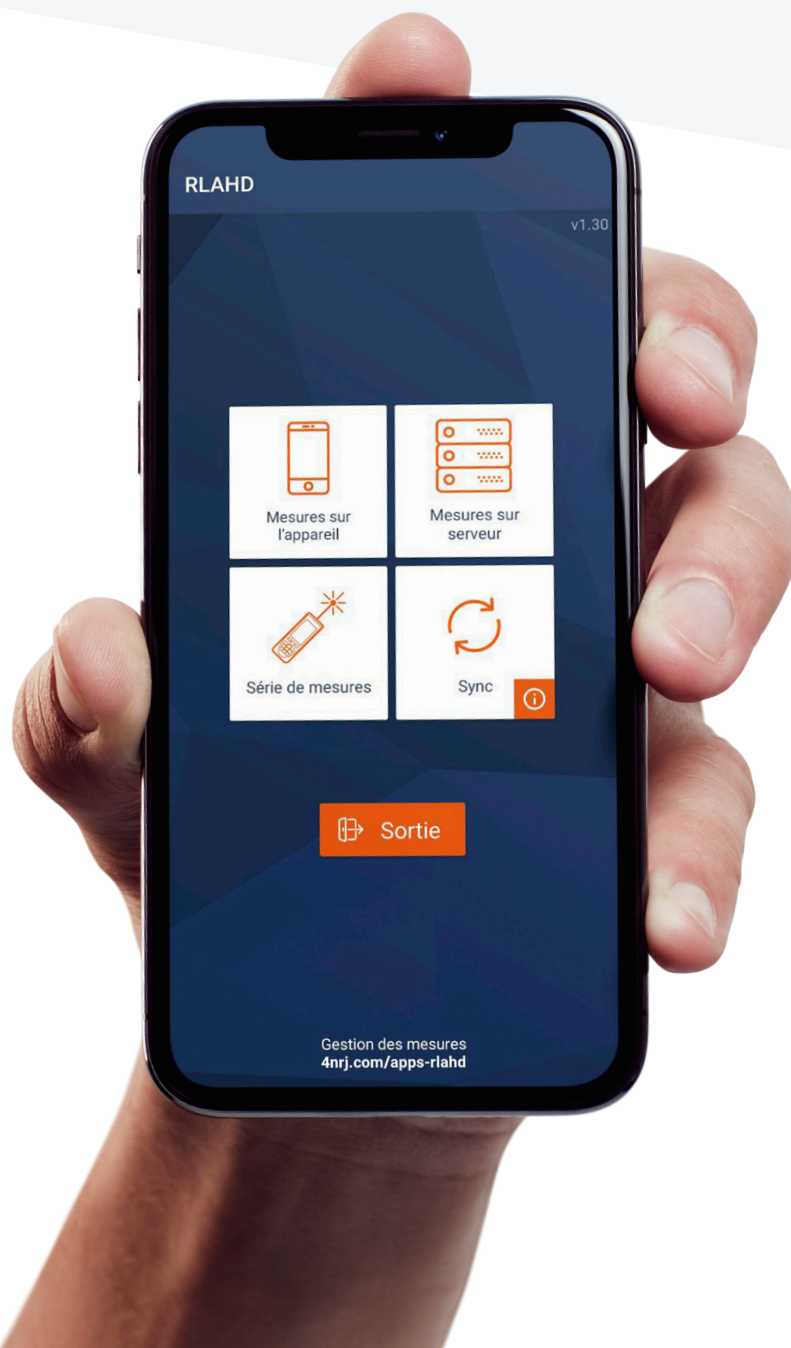 RLAHD
v1.30
Mesures sur
l'appareil
Mesures sur
serveur
Série de mesures
Sync
Sortie
Gestion des mesures
4nrj.com/apps-rlahd